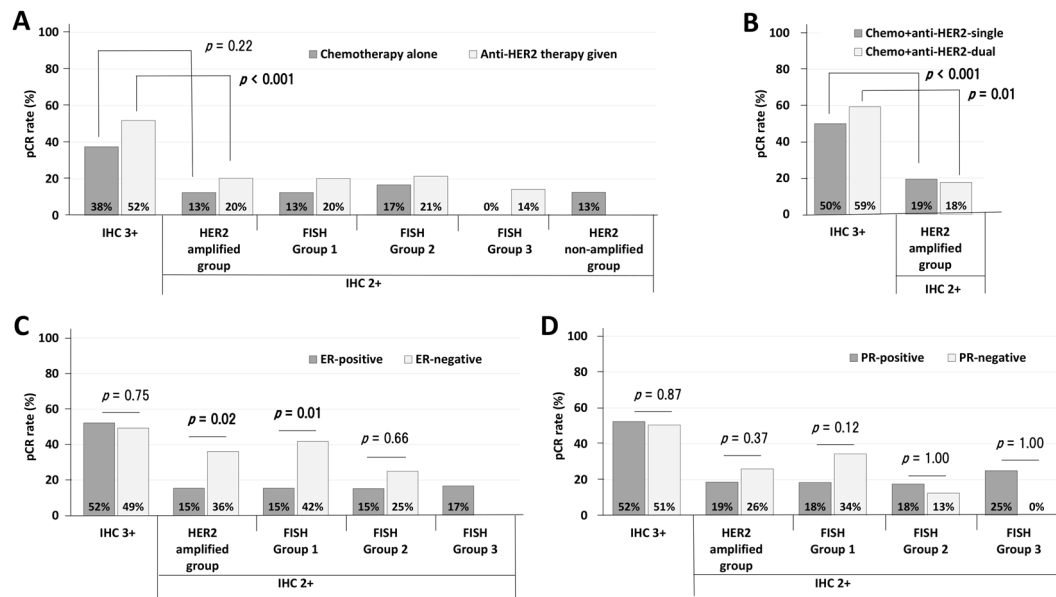 A
100
80
60
40
20
0
pCR rate (%)
Chemotherapy alone
Anti-HER2 therapy given
p = 0.22
p < 0.001
38%
52%
13%
20%
13%
20%
17%
21%
0%
14%
13%
IHC 3+
HER2
amplified
group
FISH
Group 1
FISH
Group 2
FISH
Group 3
HER2
non-amplified
group
IHC 2+
B
100
80
60
40
20
0
pCR rate (%)
Chemo+anti-HER2-single
Chemo+anti-HER2-dual
p < 0.001
p = 0.01
50%
59%
19%
18%
IHC 3+
HER2
amplified
group
IHC 2+
C
100
80
60
40
20
0
pCR rate (%)
ER-positive
ER-negative
p = 0.75
p = 0.02
p = 0.01
p = 0.66
52%
49%
15%
36%
15%
42%
15%
25%
17%
IHC 3+
HER2
amplified
group
FISH
Group 1
FISH
Group 2
FISH
Group 3
IHC 2+
D
100
80
60
40
20
0
pCR rate (%)
PR-positive
PR-negative
p = 0.87
p = 0.37
p = 0.12
p = 1.00
p = 1.00
52%
51%
19%
26%
18%
34%
18%
13%
25%
0%
IHC 3+
HER2
amplified
group
FISH
Group 1
FISH
Group 2
FISH
Group 3
IHC 2+